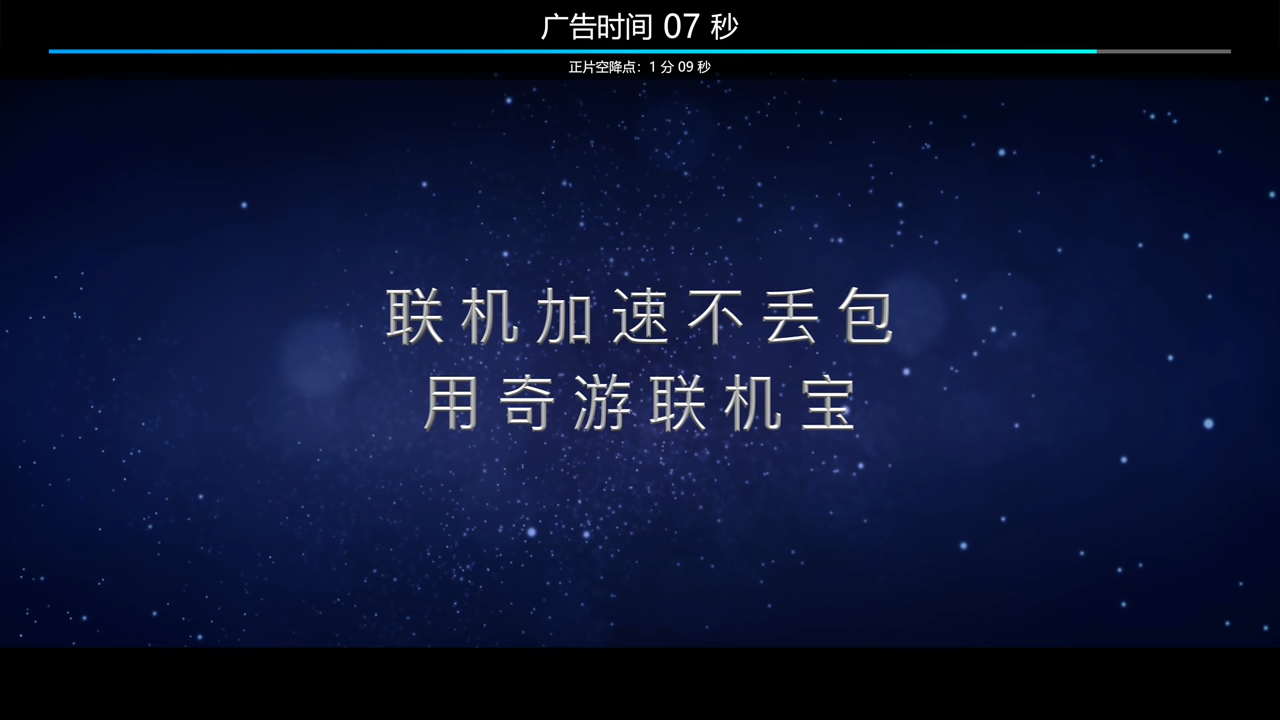 广告时间 07 秒
正片空降点：1 分 09 秒
联机加速不丢包
用奇游联机宝